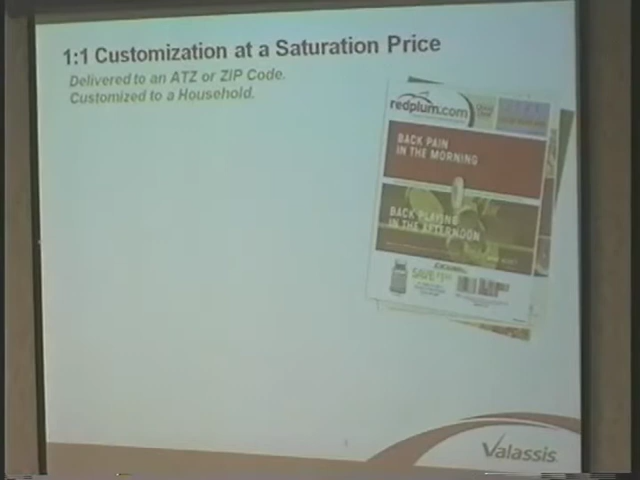 1:1 Customization at a Saturation Price
Delivered to an ATZ or ZIP Code.
Customized to a Household.
redplum.com
BACK PAIN
IN THE MORNING
BACK PLAYING
IN THE AFTERNOON
SAVE
Valassis